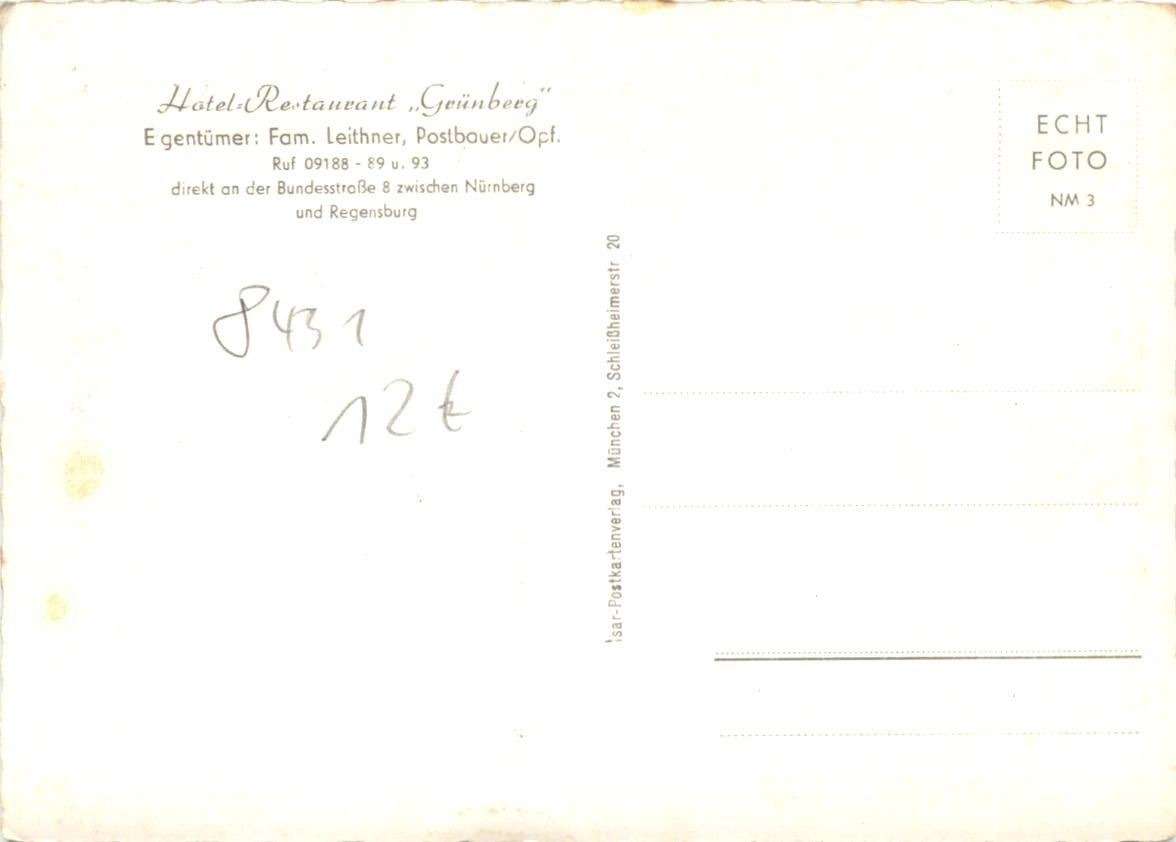 Hotel-Restaurant „Grünberg"
Eigentümer: Fam. Leithner, Postbauer/Opf.
Ruf 09188 - 89 u. 93
direkt an der Bundesstraße 8 zwischen Nürnberg
und Regensburg
8431
12 €
Isar-Postkartenverlag, München 2, Schleißheimerstr 20
ECHT
FOTO
NM 3